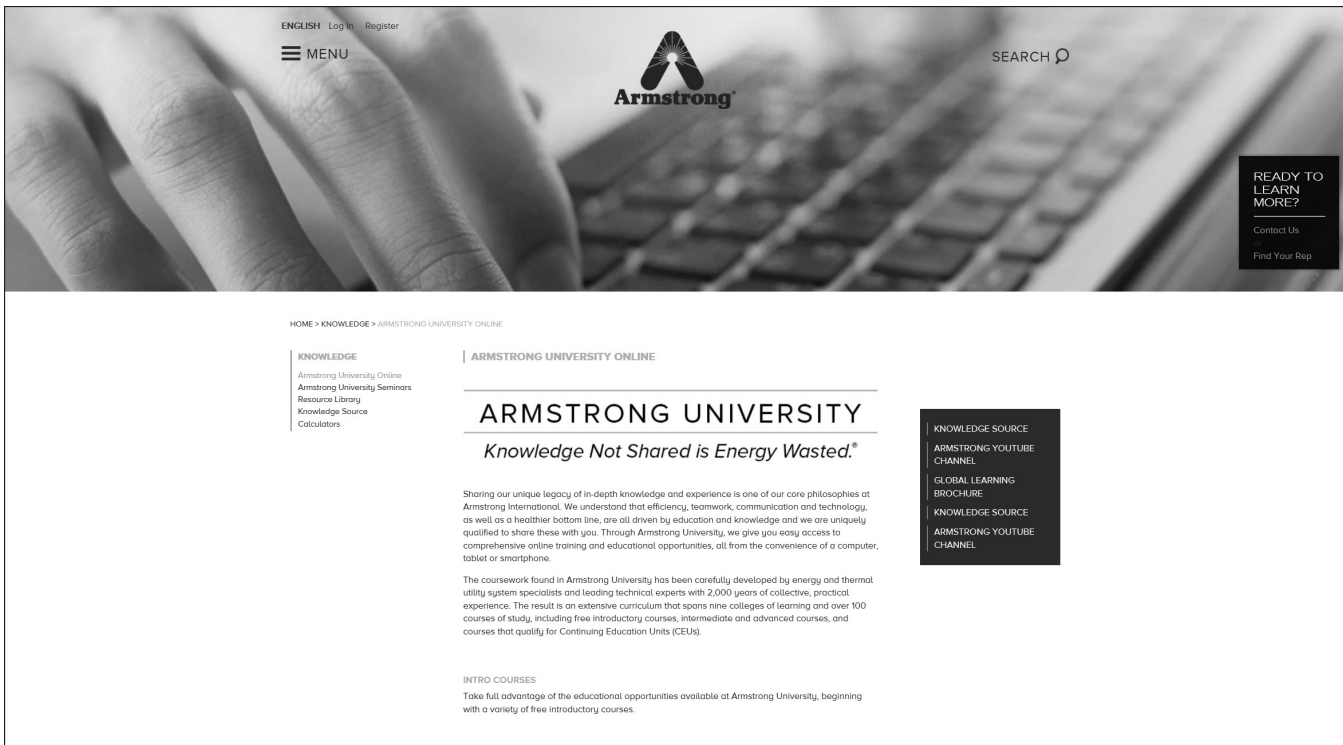 ENGLISH Log In Register
MENU
Armstrong®
SEARCH
READY TO
LEARN
MORE?
Contact Us
or
Find Your Rep
HOME > KNOWLEDGE > ARMSTRONG UNIVERSITY ONLINE
KNOWLEDGE
Armstrong University Online
Armstrong University Seminars
Resource Library
Knowledge Source
Calculators
ARMSTRONG UNIVERSITY ONLINE
ARMSTRONG UNIVERSITY
Knowledge Not Shared is Energy Wasted.®
Sharing our unique legacy of in-depth knowledge and experience is one of our core philosophies at
Armstrong International. We understand that efficiency, teamwork, communication and technology,
as well as a healthier bottom line, are all driven by education and knowledge and we are uniquely
qualified to share these with you. Through Armstrong University, we give you easy access to
comprehensive online training and educational opportunities, all from the convenience of a computer,
tablet or smartphone.
The coursework found in Armstrong University has been carefully developed by energy and thermal
utility system specialists and leading technical experts with 2,000 years of collective, practical
experience. The result is an extensive curriculum that spans nine colleges of learning and over 100
courses of study, including free introductory courses, intermediate and advanced courses, and
courses that qualify for Continuing Education Units (CEUs).
INTRO COURSES
Take full advantage of the educational opportunities available at Armstrong University, beginning
with a variety of free introductory courses.
KNOWLEDGE SOURCE
ARMSTRONG YOUTUBE
CHANNEL
GLOBAL LEARNING
BROCHURE
KNOWLEDGE SOURCE
ARMSTRONG YOUTUBE
CHANNEL